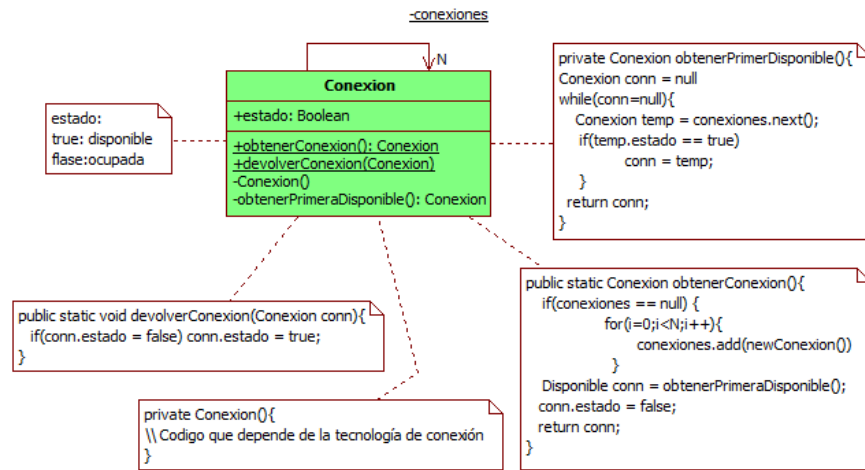 -conexiones
N
Conexion
+estado: Boolean
+obtenerConexion(): Conexion
+devolverConexion(Conexion)
-Conexion()
-obtenerPrimeraDisponible(): Conexion
estado:
true: disponible
flase:ocupada
private Conexion obtenerPrimerDisponible(){
Conexion conn = null
while(conn=null){
Conexion temp = conexiones.next();
if(temp.estado == true)
conn = temp;
}
return conn;
}
public static void devolverConexion(Conexion conn){
if(conn.estado = false) conn.estado = true;
}
private Conexion(){
\\ Codigo que depende de la tecnología de conexión
}
public static Conexion obtenerConexion(){
if(conexiones == null) {
for(i=0;i<N;i++){
conexiones.add(newConexion())
}
Disponible conn = obtenerPrimeraDisponible();
conn.estado = false;
return conn;
}